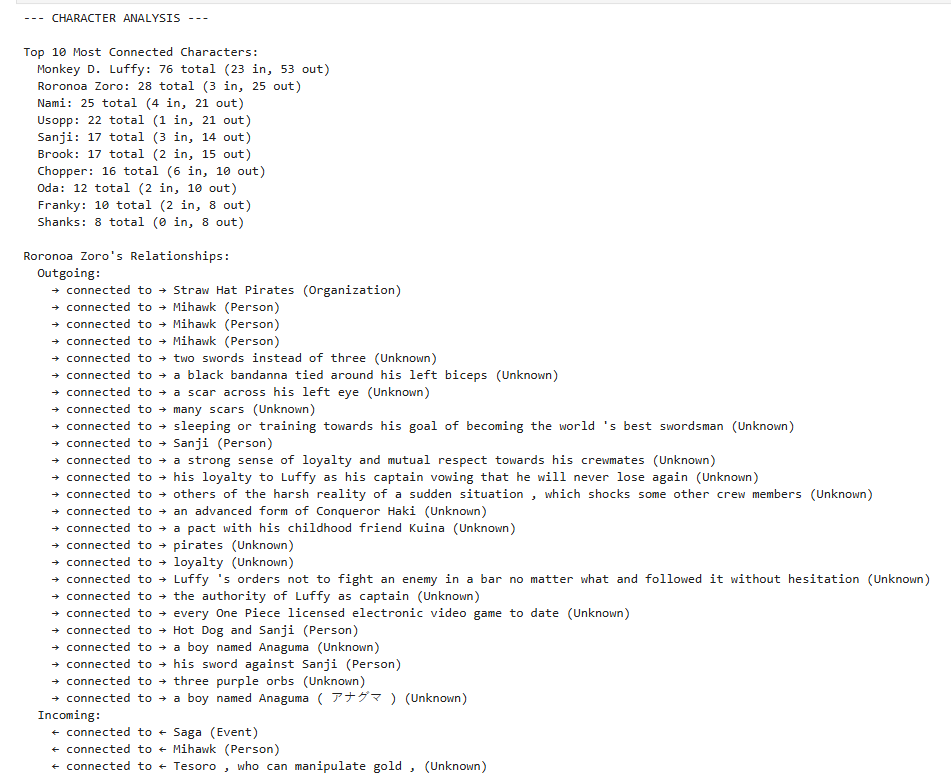 --- CHARACTER ANALYSIS ---
Top 10 Most Connected Characters:
Monkey D. Luffy: 76 total (23 in, 53 out)
Roronoa Zoro: 28 total (3 in, 25 out)
Nami: 25 total (4 in, 21 out)
Usopp: 22 total (1 in, 21 out)
Sanji: 17 total (3 in, 14 out)
Brook: 17 total (2 in, 15 out)
Chopper: 16 total (6 in, 10 out)
Oda: 12 total (2 in, 10 out)
Franky: 10 total (2 in, 8 out)
Shanks: 8 total (0 in, 8 out)
Roronoa Zoro's Relationships:
Outgoing:
→ connected to → Straw Hat Pirates (Organization)
→ connected to → Mihawk (Person)
→ connected to → Mihawk (Person)
→ connected to → Mihawk (Person)
→ connected to → two swords instead of three (Unknown)
→ connected to → a black bandanna tied around his left biceps (Unknown)
→ connected to → a scar across his left eye (Unknown)
→ connected to → many scars (Unknown)
→ connected to → sleeping or training towards his goal of becoming the world 's best swordsman (Unknown)
→ connected to → Sanji (Person)
→ connected to → a strong sense of loyalty and mutual respect towards his crewmates (Unknown)
→ connected to → his loyalty to Luffy as his captain vowing that he will never lose again (Unknown)
→ connected to → others of the harsh reality of a sudden situation , which shocks some other crew members (Unknown)
→ connected to → an advanced form of Conqueror Haki (Unknown)
→ connected to → a pact with his childhood friend Kuina (Unknown)
→ connected to → pirates (Unknown)
→ connected to → loyalty (Unknown)
→ connected to → Luffy 's orders not to fight an enemy in a bar no matter what and followed it without hesitation (Unknown)
→ connected to → the authority of Luffy as captain (Unknown)
→ connected to → every One Piece licensed electronic video game to date (Unknown)
→ connected to → Hot Dog and Sanji (Person)
→ connected to → a boy named Anaguma (Unknown)
→ connected to → his sword against Sanji (Person)
→ connected to → three purple orbs (Unknown)
→ connected to → a boy named Anaguma ( アナグマ ) (Unknown)
Incoming:
← connected to ← Saga (Event)
← connected to ← Mihawk (Person)
← connected to ← Tesoro , who can manipulate gold , (Unknown)